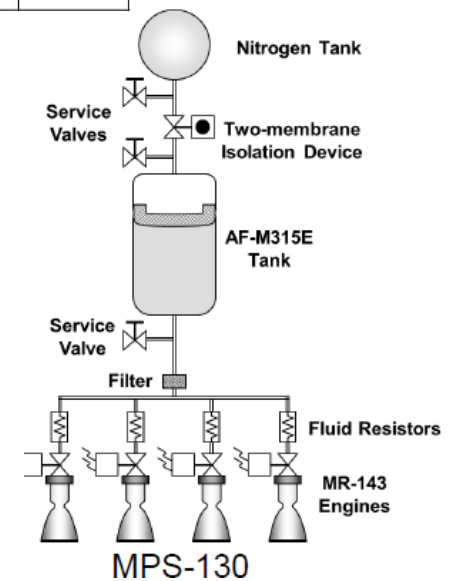 Nitrogen Tank
Service
Valves
Two-membrane
Isolation Device
AF-M315E
Tank
Service
Valve
Filter
Fluid Resistors
MR-143
Engines
MPS-130